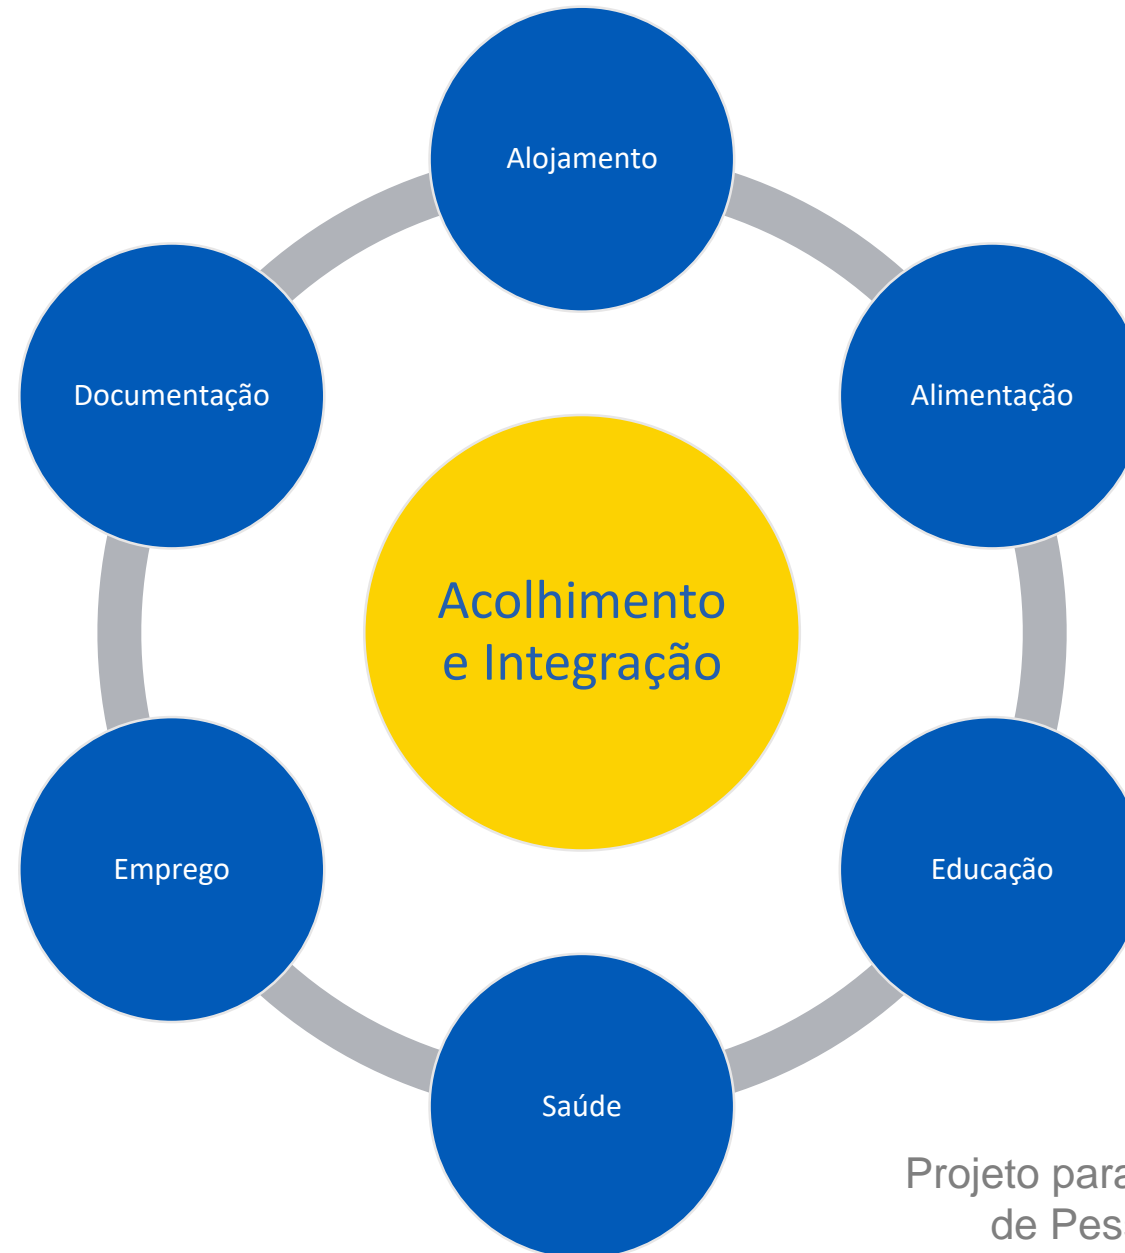 Alojamento
Documentação
Alimentação
Acolhimento
e Integração
Emprego
Educação
Saúde
Projeto para
de Pes